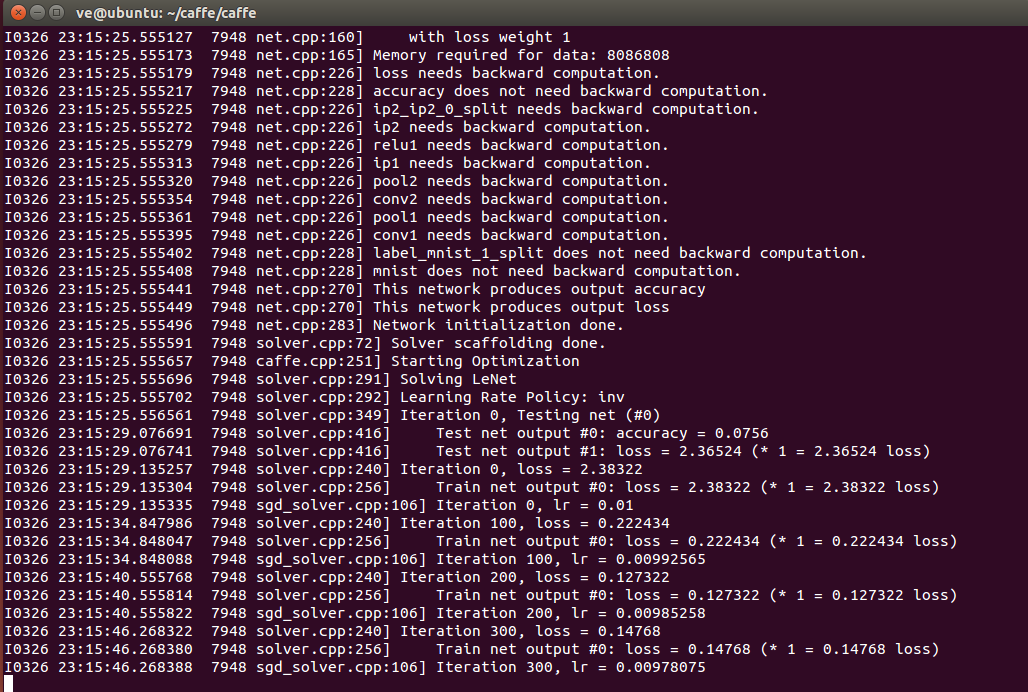 ve@ubuntu: ~/caffe/caffe
I0326 23:15:25.555127  7948 net.cpp:160]     with loss weight 1
I0326 23:15:25.555173  7948 net.cpp:165] Memory required for data: 8086808
I0326 23:15:25.555179  7948 net.cpp:226] loss needs backward computation.
I0326 23:15:25.555217  7948 net.cpp:228] accuracy does not need backward computation.
I0326 23:15:25.555225  7948 net.cpp:226] ip2_ip2_0_split needs backward computation.
I0326 23:15:25.555272  7948 net.cpp:226] ip2 needs backward computation.
I0326 23:15:25.555279  7948 net.cpp:226] relu1 needs backward computation.
I0326 23:15:25.555313  7948 net.cpp:226] ip1 needs backward computation.
I0326 23:15:25.555320  7948 net.cpp:226] pool2 needs backward computation.
I0326 23:15:25.555354  7948 net.cpp:226] conv2 needs backward computation.
I0326 23:15:25.555361  7948 net.cpp:226] pool1 needs backward computation.
I0326 23:15:25.555395  7948 net.cpp:226] conv1 needs backward computation.
I0326 23:15:25.555402  7948 net.cpp:228] label_mnist_1_split does not need backward computation.
I0326 23:15:25.555408  7948 net.cpp:228] mnist does not need backward computation.
I0326 23:15:25.555441  7948 net.cpp:270] This network produces output accuracy
I0326 23:15:25.555449  7948 net.cpp:270] This network produces output loss
I0326 23:15:25.555496  7948 net.cpp:283] Network initialization done.
I0326 23:15:25.555591  7948 solver.cpp:72] Solver scaffolding done.
I0326 23:15:25.555657  7948 caffe.cpp:251] Starting Optimization
I0326 23:15:25.555696  7948 solver.cpp:291] Solving LeNet
I0326 23:15:25.555702  7948 solver.cpp:292] Learning Rate Policy: inv
I0326 23:15:25.556561  7948 solver.cpp:349] Iteration 0, Testing net (#0)
I0326 23:15:29.076691  7948 solver.cpp:416]     Test net output #0: accuracy = 0.0756
I0326 23:15:29.076741  7948 solver.cpp:416]     Test net output #1: loss = 2.36524 (* 1 = 2.36524 loss)
I0326 23:15:29.135257  7948 solver.cpp:240] Iteration 0, loss = 2.38322
I0326 23:15:29.135304  7948 solver.cpp:256]     Train net output #0: loss = 2.38322 (* 1 = 2.38322 loss)
I0326 23:15:29.135335  7948 sgd_solver.cpp:106] Iteration 0, lr = 0.01
I0326 23:15:34.847986  7948 solver.cpp:240] Iteration 100, loss = 0.222434
I0326 23:15:34.848047  7948 solver.cpp:256]     Train net output #0: loss = 0.222434 (* 1 = 0.222434 loss)
I0326 23:15:34.848088  7948 sgd_solver.cpp:106] Iteration 100, lr = 0.00992565
I0326 23:15:40.555768  7948 solver.cpp:240] Iteration 200, loss = 0.127322
I0326 23:15:40.555814  7948 solver.cpp:256]     Train net output #0: loss = 0.127322 (* 1 = 0.127322 loss)
I0326 23:15:40.555822  7948 sgd_solver.cpp:106] Iteration 200, lr = 0.00985258
I0326 23:15:46.268322  7948 solver.cpp:240] Iteration 300, loss = 0.14768
I0326 23:15:46.268380  7948 solver.cpp:256]     Train net output #0: loss = 0.14768 (* 1 = 0.14768 loss)
I0326 23:15:46.268388  7948 sgd_solver.cpp:106] Iteration 300, lr = 0.00978075